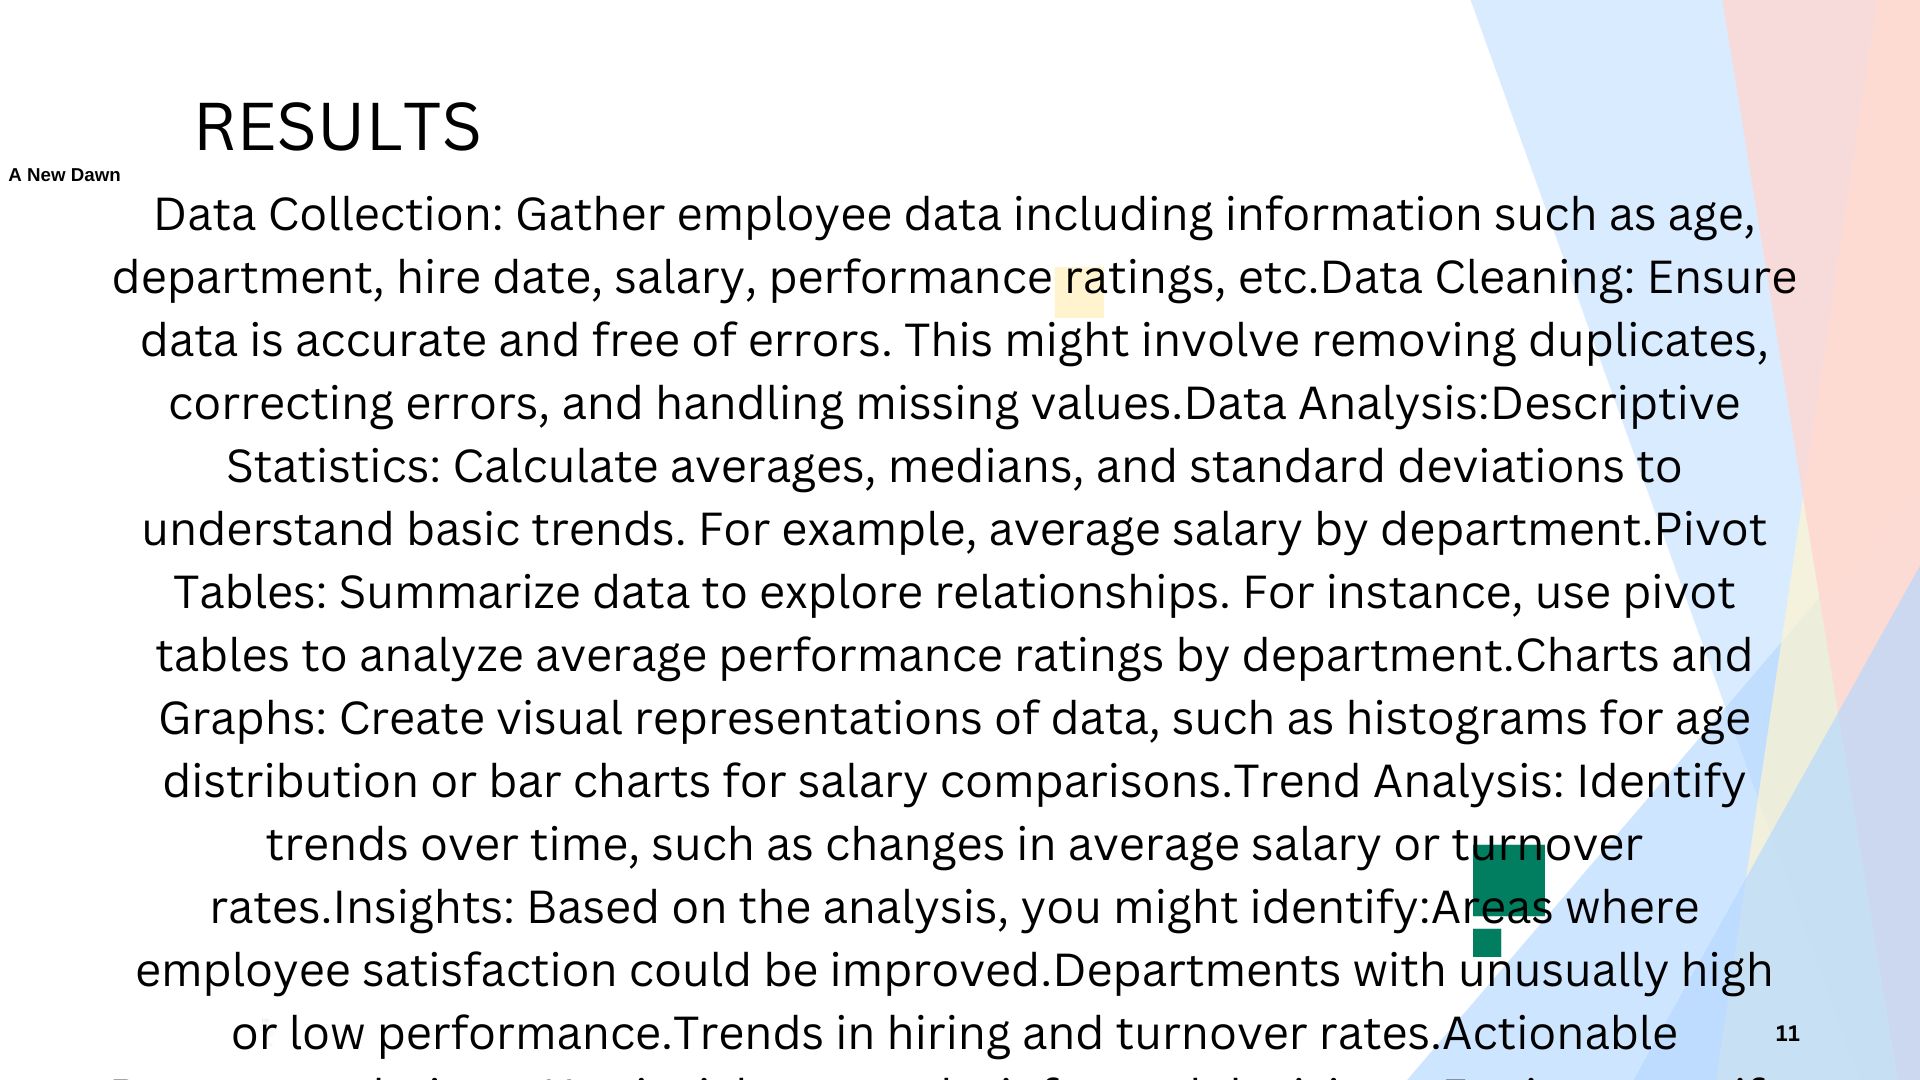 RESULTS
A New Dawn
Data Collection: Gather employee data including information such as age,
department, hire date, salary, performance ratings, etc.Data Cleaning: Ensure
data is accurate and free of errors. This might involve removing duplicates,
correcting errors, and handling missing values.Data Analysis:Descriptive
Statistics: Calculate averages, medians, and standard deviations to
understand basic trends. For example, average salary by department.Pivot
Tables: Summarize data to explore relationships. For instance, use pivot
tables to analyze average performance ratings by department.Charts and
Graphs: Create visual representations of data, such as histograms for age
distribution or bar charts for salary comparisons.Trend Analysis: Identify
trends over time, such as changes in average salary or turnover
rates.Insights: Based on the analysis, you might identify:Areas where
employee satisfaction could be improved.Departments with unusually high
or low performance.Trends in hiring and turnover rates.Actionable
11